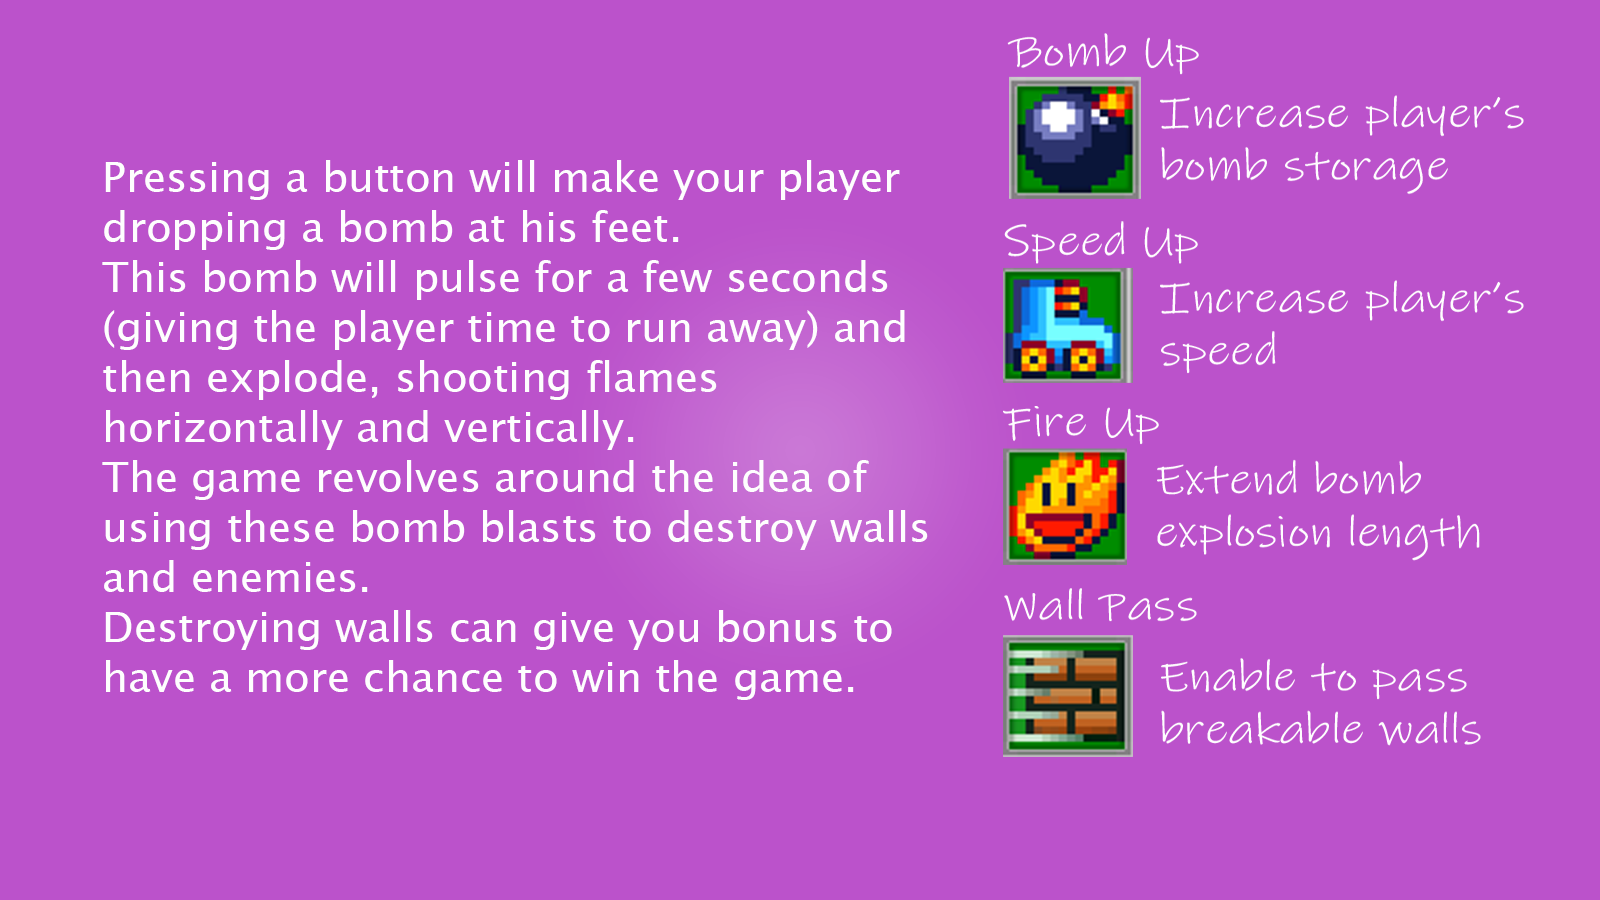 Pressing a button will make your player
dropping a bomb at his feet.
This bomb will pulse for a few seconds
(giving the player time to run away) and
then explode, shooting flames
horizontally and vertically.
The game revolves around the idea of
using these bomb blasts to destroy walls
and enemies.
Destroying walls can give you bonus to
have a more chance to win the game.
Bomb Up
Increase player's
bomb storage
Speed Up
Increase player's
speed
Fire Up
Extend bomb
explosion length
Wall Pass
Enable to pass
breakable walls